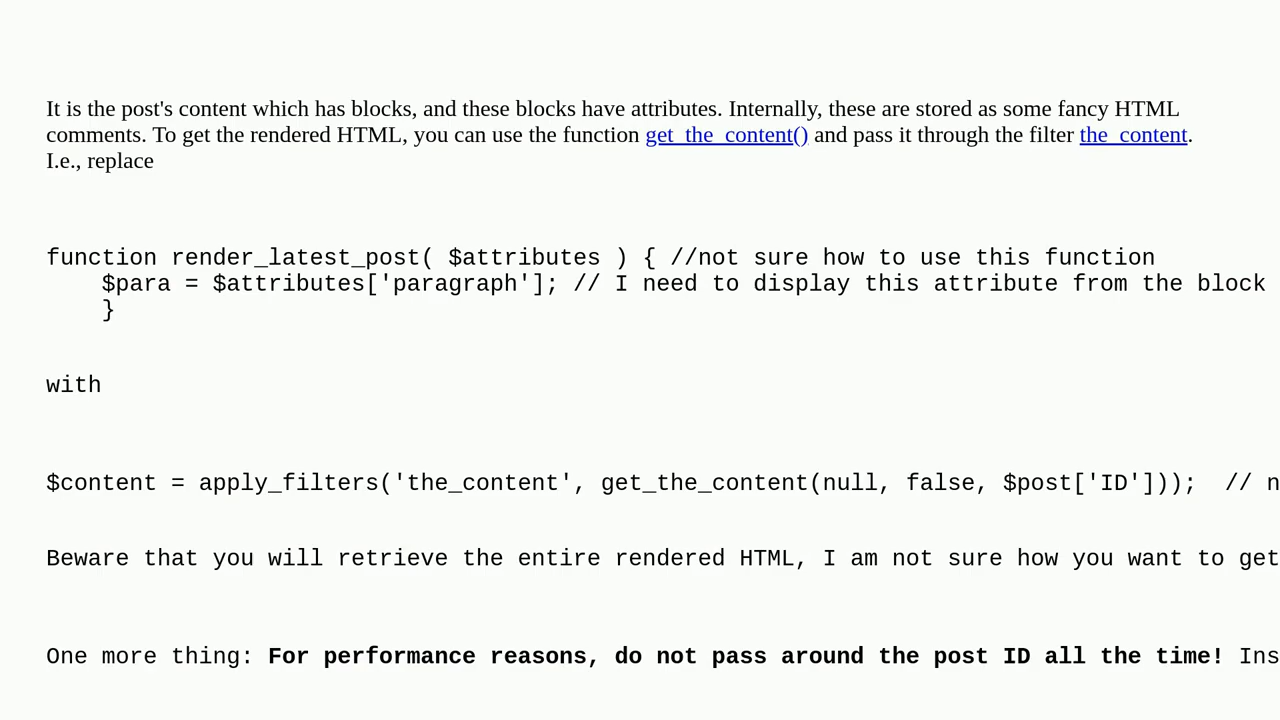 It is the post's content which has blocks, and these blocks have attributes. Internally, these are stored as some fancy HTML
comments. To get the rendered HTML, you can use the function get_the_content() and pass it through the filter the_content.
I.e., replace
function render_latest_post( $attributes ) { //not sure how to use this function
    $para = $attributes['paragraph']; // I need to display this attribute from the block
    }
with
$content = apply_filters('the_content', get_the_content(null, false, $post['ID']));  // n
Beware that you will retrieve the entire rendered HTML, I am not sure how you want to get
One more thing: For performance reasons, do not pass around the post ID all the time! Ins